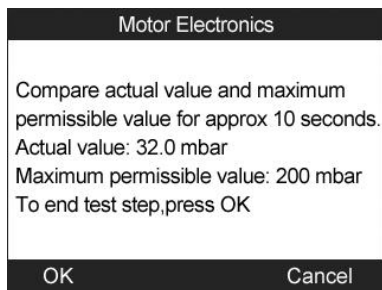 Motor Electronics
Compare actual value and maximum
permissible value for approx 10 seconds.
Actual value: 32.0 mbar
Maximum permissible value: 200 mbar
To end test step,press OK
OK Cancel